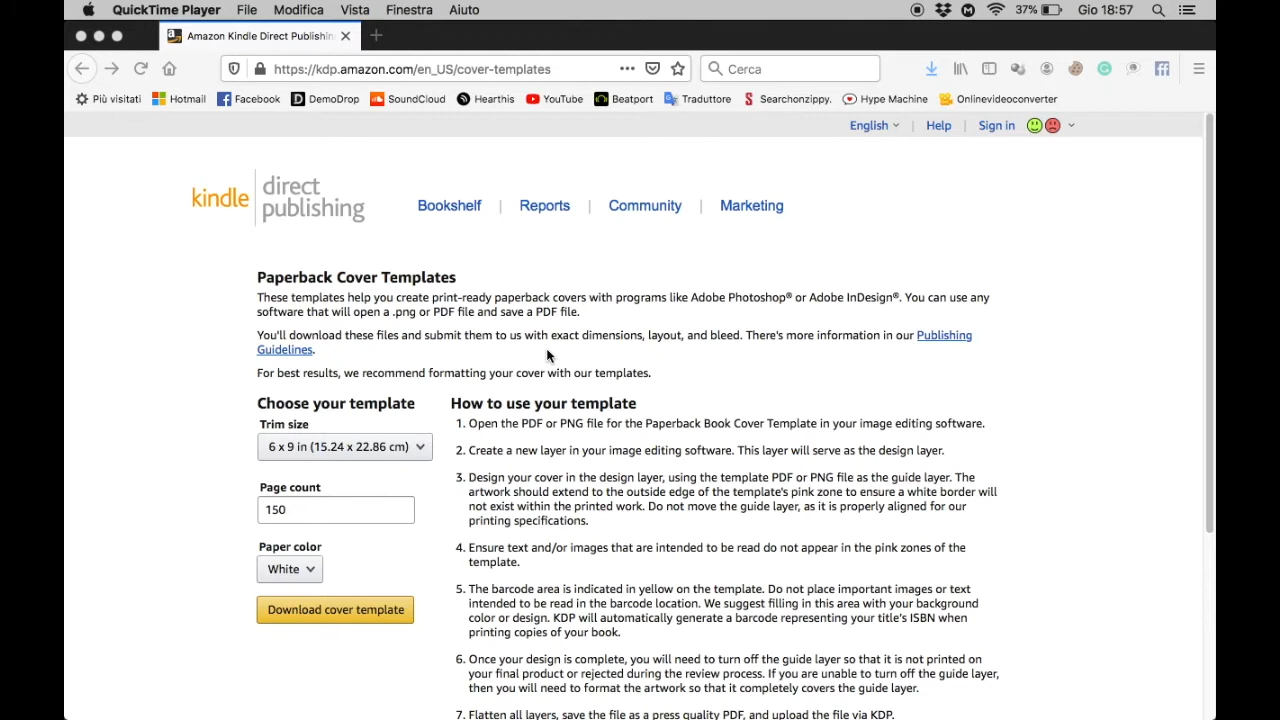 QuickTime Player File Modifica Vista Finestra Aiuto 37% Gio 18:57
Amazon Kindle Direct Publishin
https://kdp.amazon.com/en_US/cover-templates Cerca
Più visitati Hotmail Facebook DemoDrop SoundCloud Hearthis YouTube Beatport Traduttore Searchonzippy. Hype Machine Onlinevideoconverter
English Help Sign in
kindle direct publishing
Bookshelf | Reports | Community | Marketing
Paperback Cover Templates
These templates help you create print-ready paperback covers with programs like Adobe Photoshop® or Adobe InDesign®. You can use any
software that will open a .png or PDF file and save a PDF file.
You'll download these files and submit them to us with exact dimensions, layout, and bleed. There's more information in our Publishing
Guidelines.
For best results, we recommend formatting your cover with our templates.
Choose your template
Trim size
6 x 9 in (15.24 x 22.86 cm)
Page count
150
Paper color
White
Download cover template
How to use your template
1. Open the PDF or PNG file for the Paperback Book Cover Template in your image editing software.
2. Create a new layer in your image editing software. This layer will serve as the design layer.
3. Design your cover in the design layer, using the template PDF or PNG file as the guide layer. The
artwork should extend to the outside edge of the template's pink zone to ensure a white border will
not exist within the printed work. Do not move the guide layer, as it is properly aligned for our
printing specifications.
4. Ensure text and/or images that are intended to be read do not appear in the pink zones of the
template.
5. The barcode area is indicated in yellow on the template. Do not place important images or text
intended to be read in the barcode location. We suggest filling in this area with your background
color or design. KDP will automatically generate a barcode representing your title's ISBN when
printing copies of your book.
6. Once your design is complete, you will need to turn off the guide layer so that it is not printed on
your final product or rejected during the review process. If you are unable to turn off the guide layer,
then you will need to format the artwork so that it completely covers the guide layer.
7. Flatten all layers, save the file as a press quality PDF, and upload the file via KDP.